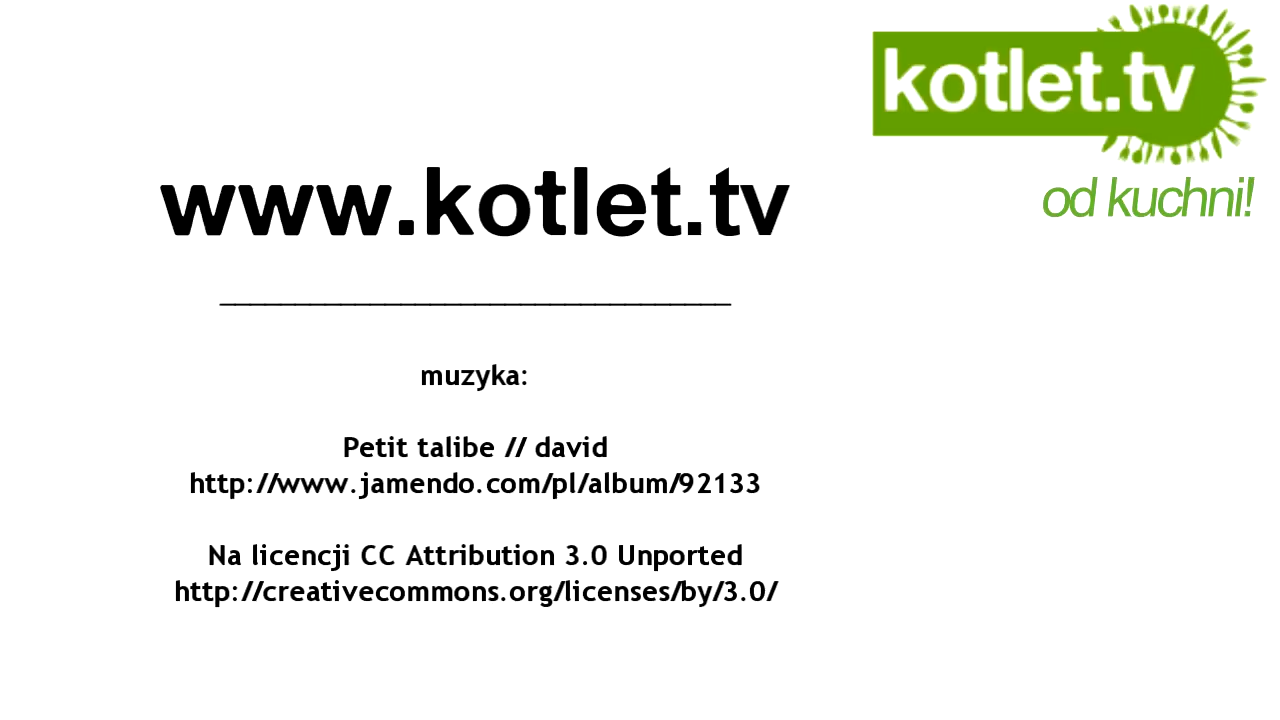 kotlet.tv
od kuchni!
www.kotlet.tv
__________________________________
muzyka:
Petit talibe // david
http://www.jamendo.com/pl/album/92133
Na licencji CC Attribution 3.0 Unported
http://creativecommons.org/licenses/by/3.0/